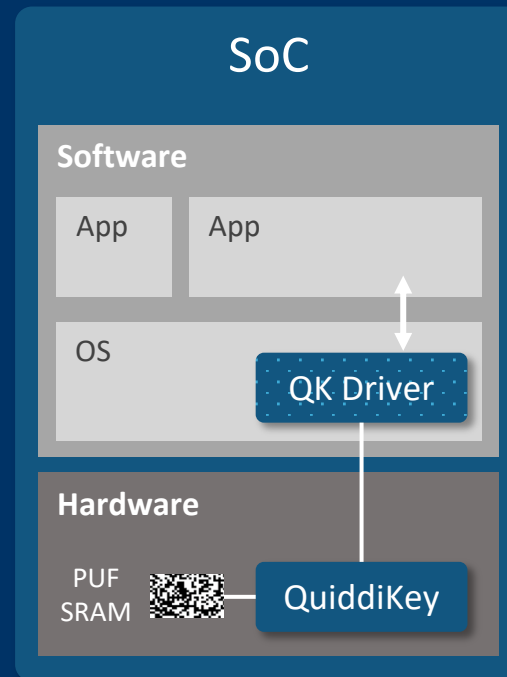 SoC
Software
App
App
OS
QK Driver
Hardware
PUF
SRAM
QuiddiKey